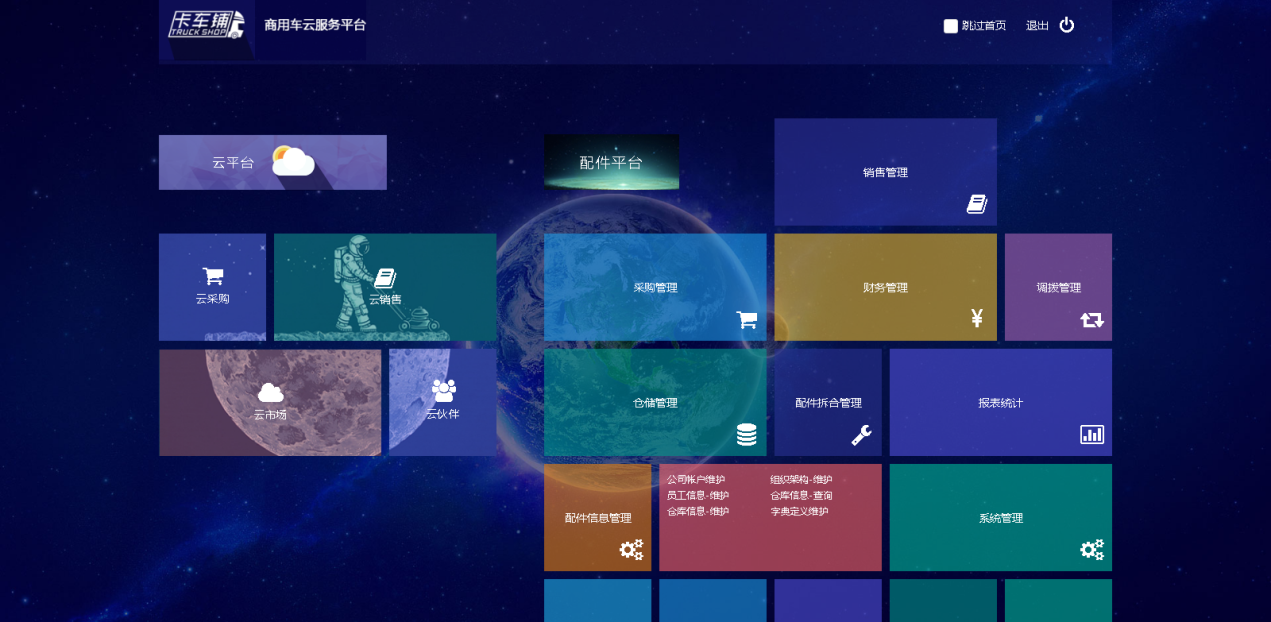 卡车铺
TRUCK SHOP
商用车云服务平台
跳过首页
退出
云平台
云采购
云销售
云市场
云伙伴
配件平台
销售管理
采购管理
财务管理
¥
调拨管理
仓储管理
配件拆合管理
报表统计
配件信息管理
公司帐户维护
组织架构-维护
员工信息-维护
仓库信息-查询
仓库信息-维护
字典定义维护
系统管理